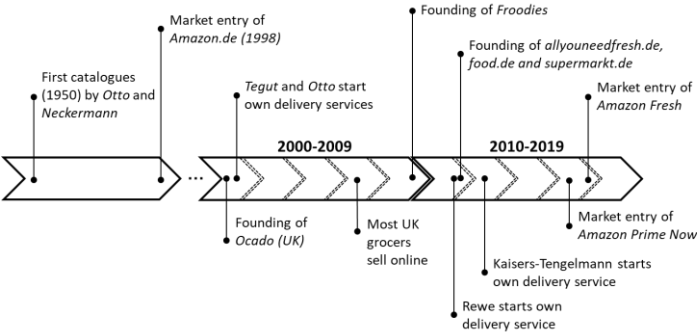 Founding of Froodies
Market entry of
Amazon.de (1998)
Founding of allyouneedfresh.de,
food.de and supermarkt.de
First catalogues
(1950) by Otto and
Neckermann
Tegut and Otto start
own delivery services
Market entry of
Amazon Fresh
2000-2009
2010-2019
...
Founding of
Ocado (UK)
Most UK
grocers
sell online
Market entry of
Amazon Prime Now
Kaisers-Tengelmann starts
own delivery service
Rewe starts own
delivery service